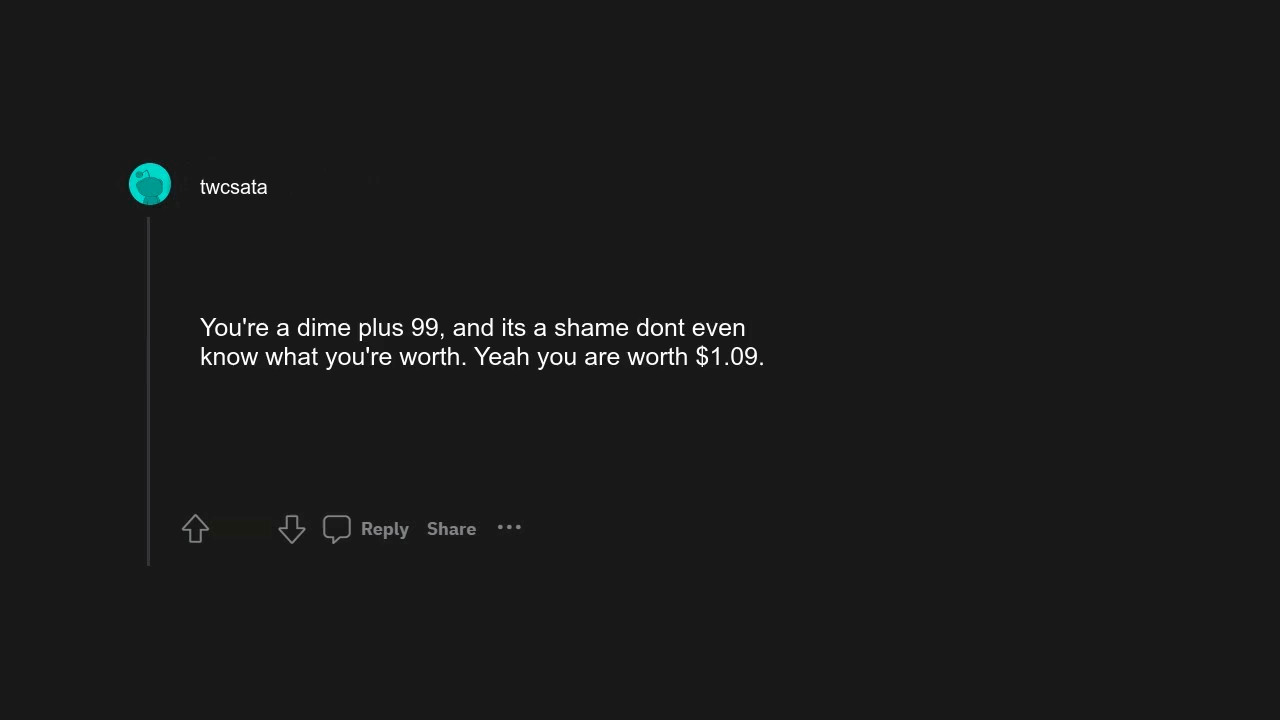 twcsata
You're a dime plus 99, and its a shame dont even
know what you're worth. Yeah you are worth $1.09.
Reply Share